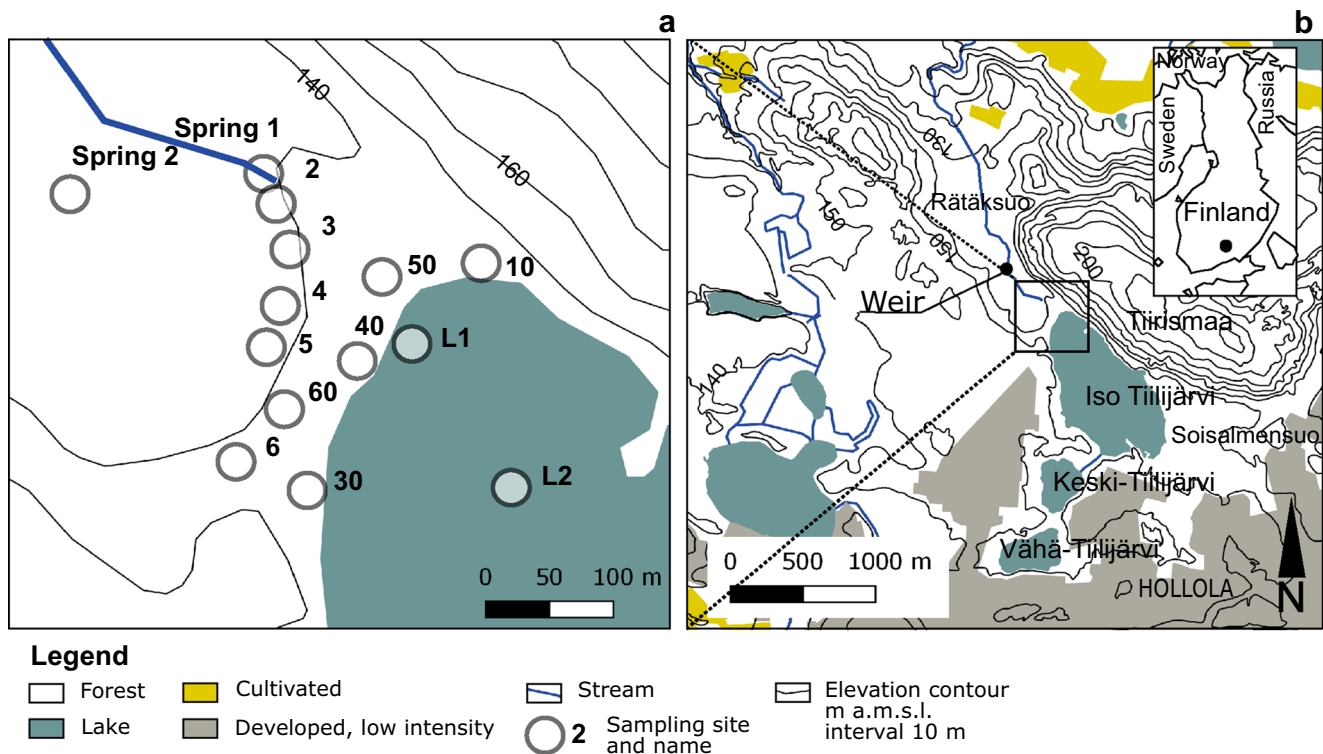 a
b
140
Spring 1
Spring 2
2
160
3
50
10
4
40
L1
5
60
6
30
L2
0 50 100 m
Norway
Sweden
Russia
Finland
130
Rätäksuo
150
150
200
Weir
Tiirismaa
140
Iso Tiilijärvi
Soisalmensuo
Keski-Tiilijärvi
Vähä-Tiilijärvi
0 500 1000 m
HOLLOLA
N
Legend
Forest
Cultivated
Stream
Elevation contour
m a.m.s.l.
interval 10 m
Lake
Developed, low intensity
2 Sampling site
and name